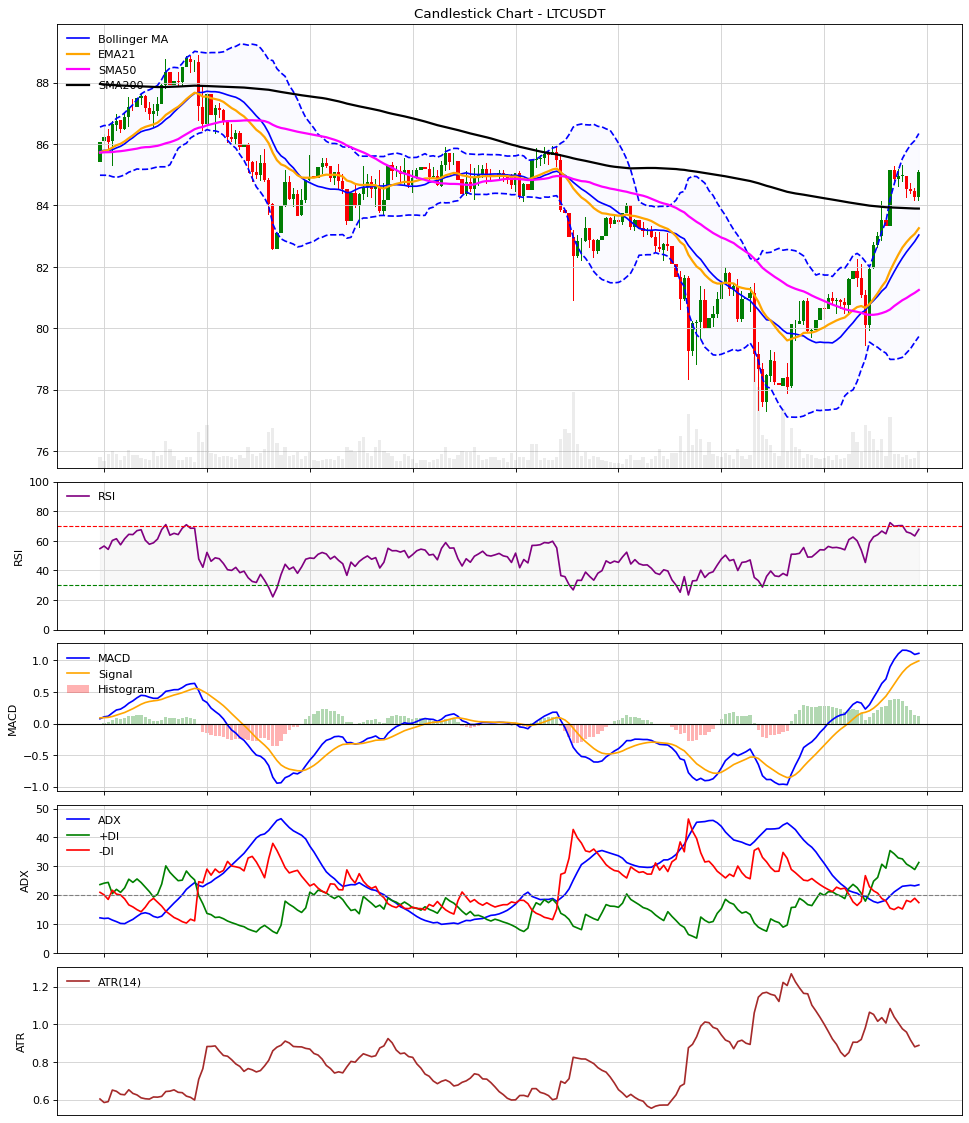 Candlestick Chart - LTCUSDT
Bollinger MA
EMA21
SMA50
SMA200
88
86
84
82
80
78
76
100
80
60
40
20
0
RSI
RSI
1.0
0.5
0.0
−0.5
−1.0
MACD
MACD
Signal
Histogram
50
40
30
20
10
0
ADX
ADX
+DI
-DI
1.2
1.0
0.8
0.6
ATR
ATR(14)